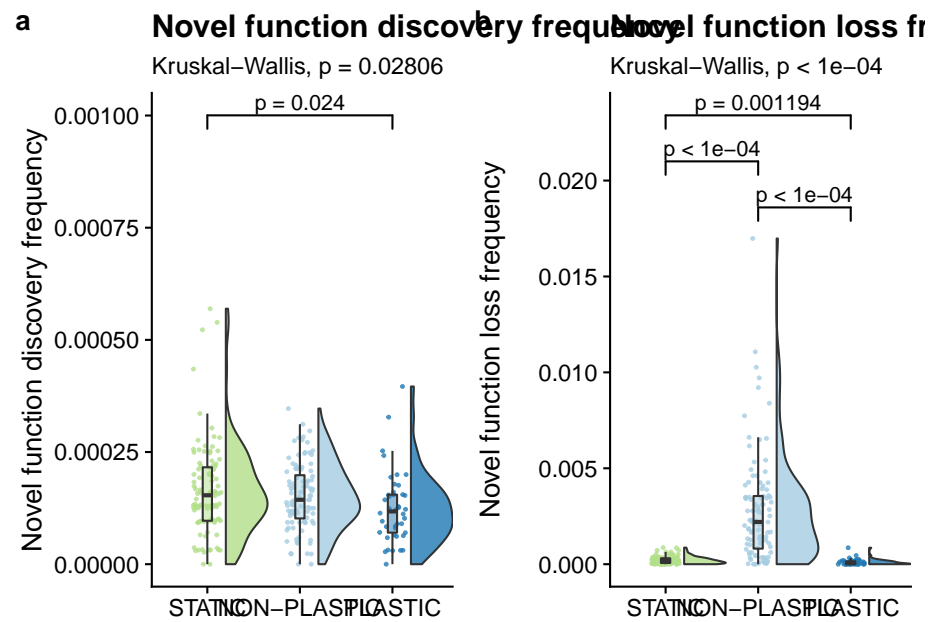 a
Novel function discovery frequency
Kruskal−Wallis, p = 0.02806
p = 0.024
Novel function discovery frequency
0.00100
0.00075
0.00050
0.00025
0.00000
STATIC
NON−PLASTIC
PLASTIC
b
Novel function loss fr
Kruskal−Wallis, p < 1e−04
p = 0.001194
p < 1e−04
p < 1e−04
Novel function loss frequency
0.020
0.015
0.010
0.005
0.000
STATIC
NON−PLASTIC
PLASTIC